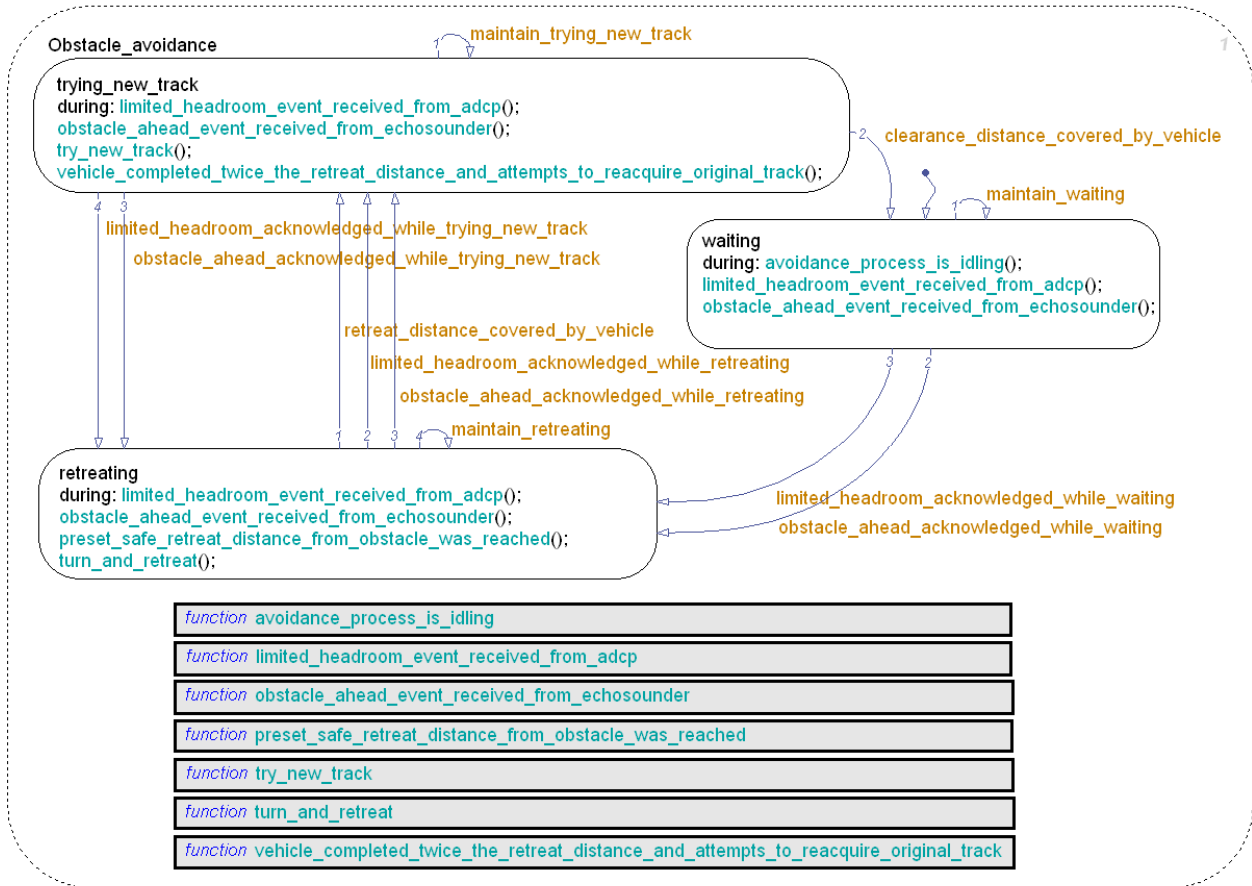 maintain_trying_new_track
1
1
Obstacle_avoidance
trying_new_track
during: limited_headroom_event_received_from_adcp();
obstacle_ahead_event_received_from_echosounder();
try_new_track();
vehicle_completed_twice_the_retreat_distance_and_attempts_to_reacquire_original_track();
2
clearance_distance_covered_by_vehicle
4
3
1
2
3
limited_headroom_acknowledged_while_trying_new_track
obstacle_ahead_acknowledged_while_trying_new_track
1
maintain_waiting
waiting
during: avoidance_process_is_idling();
limited_headroom_event_received_from_adcp();
obstacle_ahead_event_received_from_echosounder();
3
2
retreat_distance_covered_by_vehicle
limited_headroom_acknowledged_while_retreating
obstacle_ahead_acknowledged_while_retreating
4
maintain_retreating
retreating
during: limited_headroom_event_received_from_adcp();
obstacle_ahead_event_received_from_echosounder();
preset_safe_retreat_distance_from_obstacle_was_reached();
turn_and_retreat();
limited_headroom_acknowledged_while_waiting
obstacle_ahead_acknowledged_while_waiting
function avoidance_process_is_idling
function limited_headroom_event_received_from_adcp
function obstacle_ahead_event_received_from_echosounder
function preset_safe_retreat_distance_from_obstacle_was_reached
function try_new_track
function turn_and_retreat
function vehicle_completed_twice_the_retreat_distance_and_attempts_to_reacquire_original_track